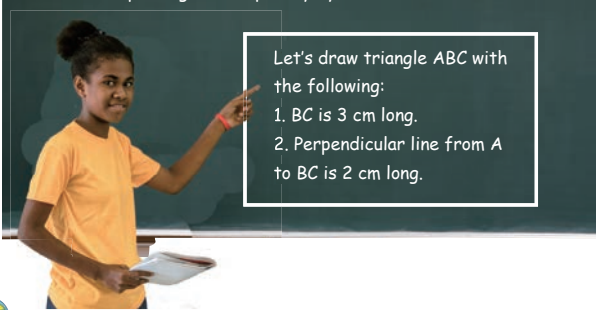 Let's draw triangle ABC with
the following:
1. BC is 3 cm long.
2. Perpendicular line from A
to BC is 2 cm long.